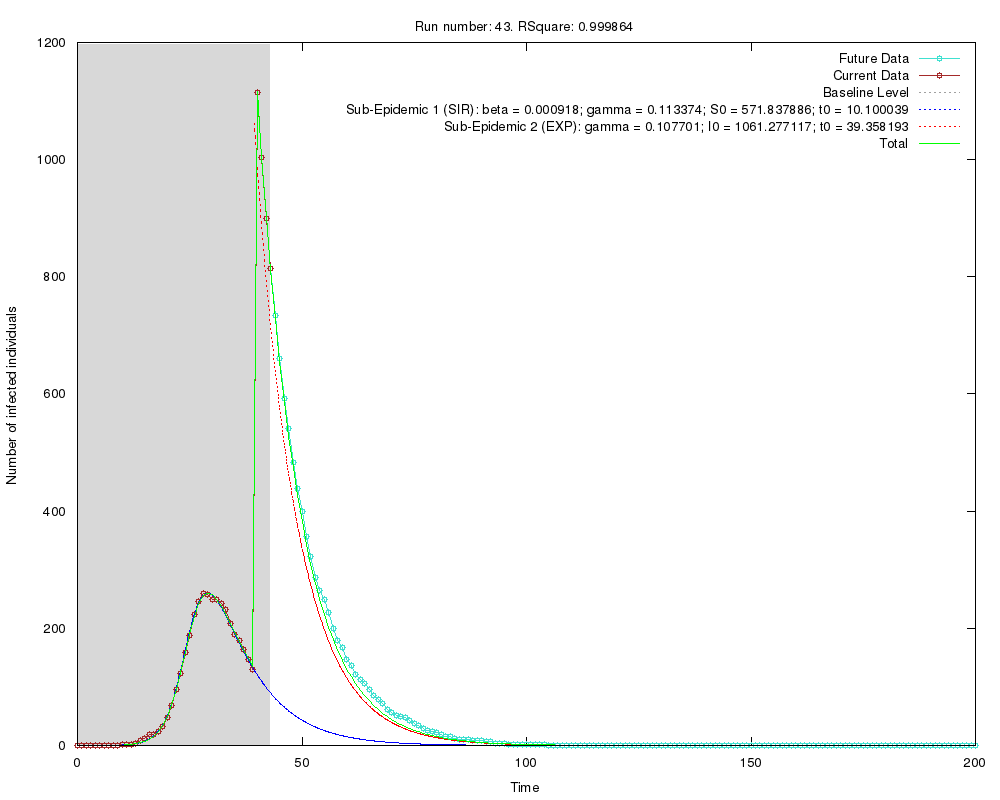 Run number: 43. RSquare: 0.999864
1200
1000
800
600
400
200
0
Number of infected individuals
Future Data
Current Data
Baseline Level
Sub-Epidemic 1 (SIR): beta = 0.000918; gamma = 0.113374; S0 = 571.837886; t0 = 10.100039
Sub-Epidemic 2 (EXP): gamma = 0.107701; I0 = 1061.277117; t0 = 39.358193
Total
0 50 100 150 200
Time